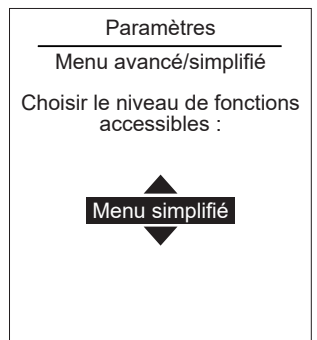 Paramètres
Menu avancé/simplifié
Choisir le niveau de fonctions
accessibles :
Menu simplifié